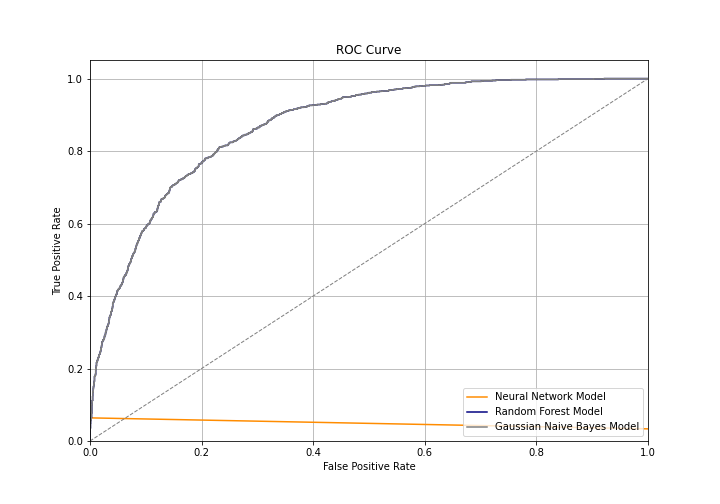 ROC Curve
True Positive Rate
1.0
0.8
0.6
0.4
0.2
0.0
0.0 0.2 0.4 0.6 0.8 1.0
False Positive Rate
Neural Network Model
Random Forest Model
Gaussian Naive Bayes Model